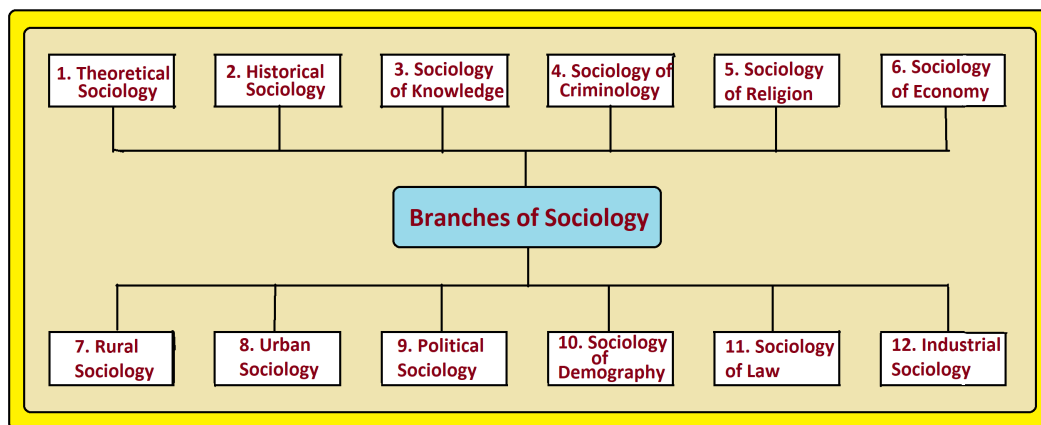 1. Theoretical
Sociology
2. Historical
Sociology
3. Sociology
of Knowledge
4. Sociology of
Criminology
5. Sociology
of Religion
6. Sociology
of Economy
Branches of Sociology
7. Rural
Sociology
8. Urban
Sociology
9. Political
Sociology
10. Sociology
of
Demography
11. Sociology
of Law
12. Industrial
Sociology